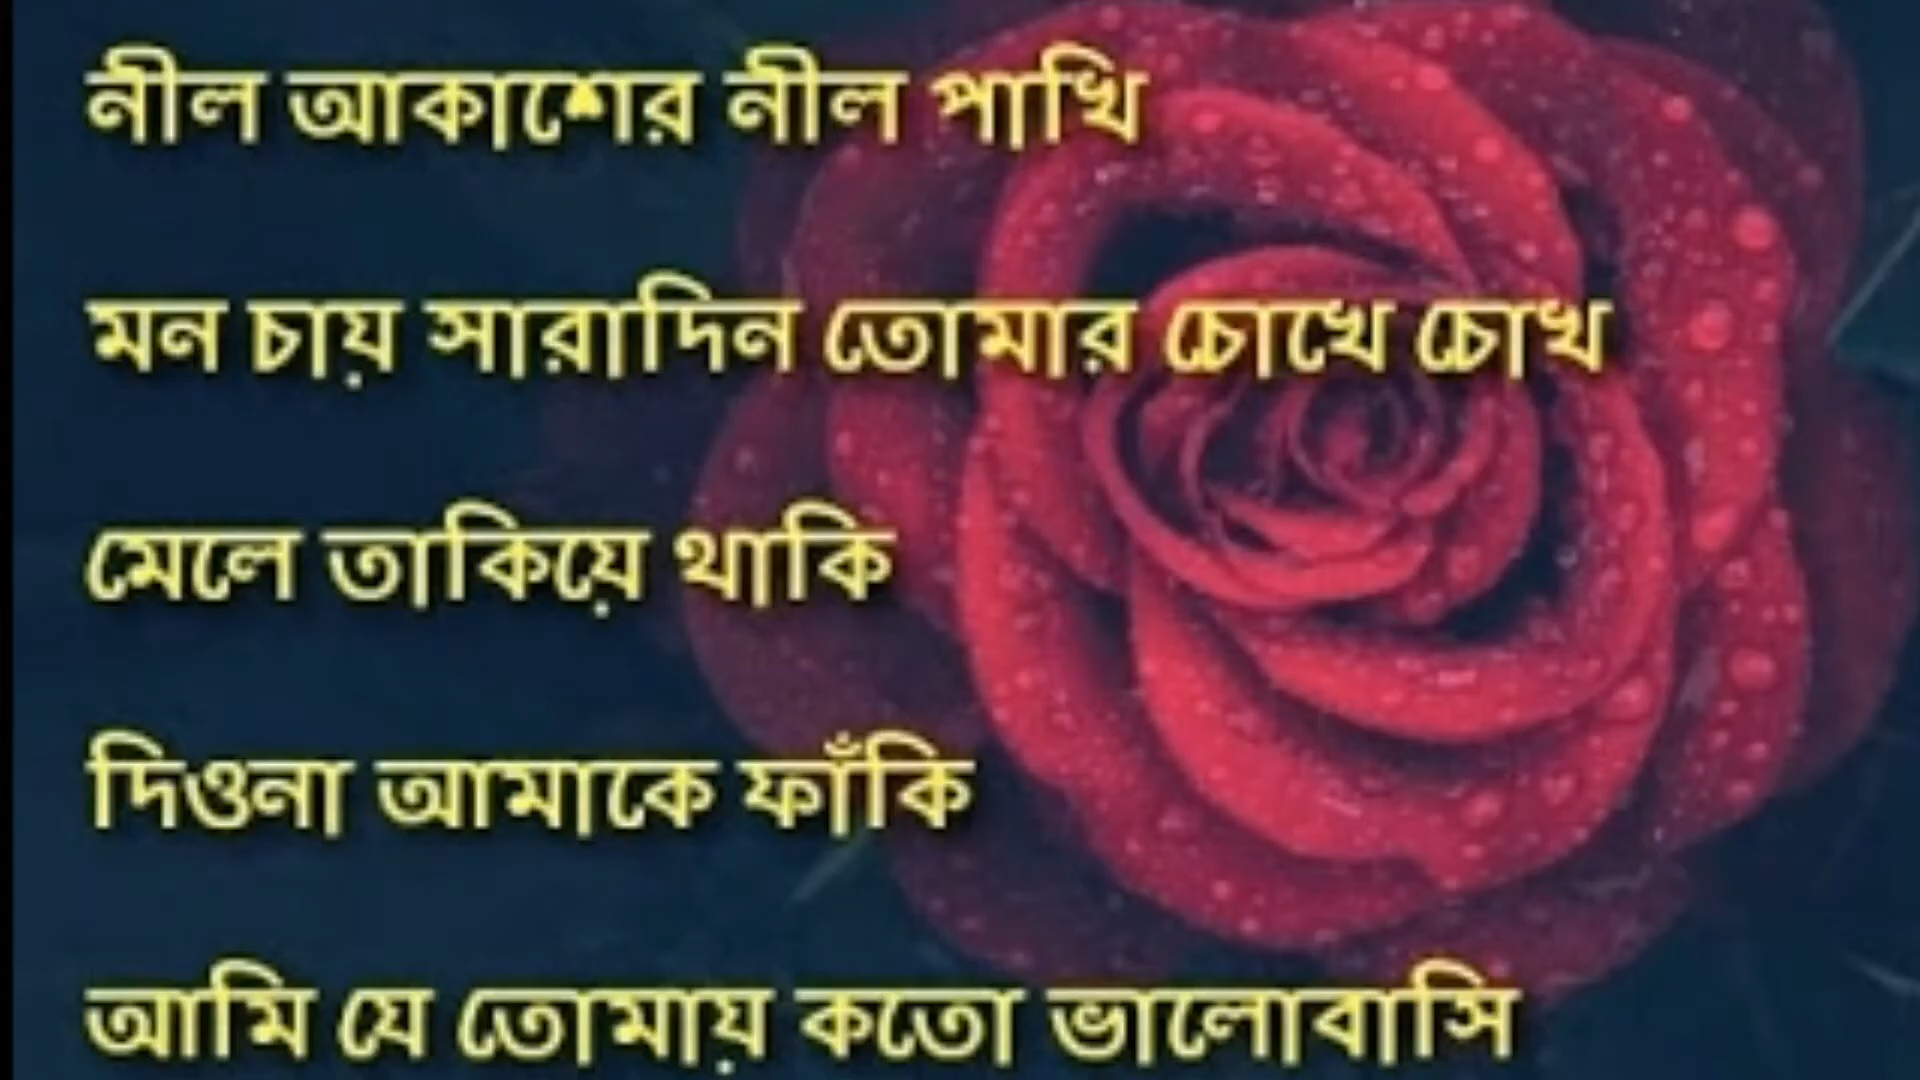 নীল আকাশের নীল পাখি
মন চায় সারাদিন তোমার চোখে চোখ
মেলে তাকিয়ে থাকি
দিওনা আমাকে ফাঁকি
আমি যে তোমায় কতো ভালোবাসি